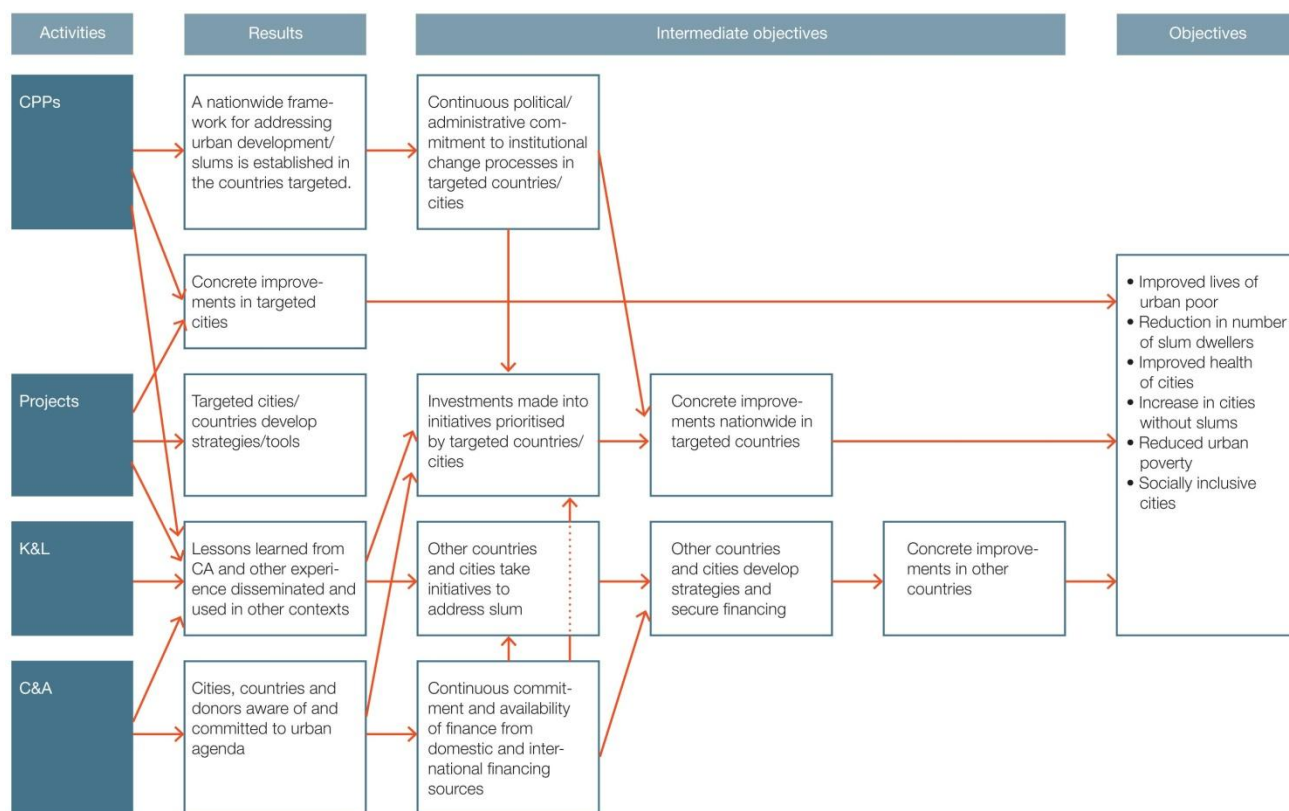 Activities
Results
Intermediate objectives
Objectives
CPPs
A nationwide frame-
work for addressing
urban development/
slums is established in
the countries targeted.
Continuous political/
administrative com-
mitment to institutional
change processes in
targeted countries/
cities
Concrete improve-
ments in targeted
cities
• Improved lives of
urban poor
• Reduction in number
of slum dwellers
• Improved health
of cities
• Increase in cities
without slums
• Reduced urban
poverty
• Socially inclusive
cities
Projects
Targeted cities/
countries develop
strategies/tools
Investments made into
initiatives prioritised
by targeted countries/
cities
Concrete improve-
ments nationwide in
targeted countries
K&L
Lessons learned from
CA and other experi-
ence disseminated and
used in other contexts
Other countries
and cities take
initiatives to
address slum
Other countries
and cities develop
strategies and
secure financing
Concrete improve-
ments in other
countries
C&A
Cities, countries and
donors aware of and
committed to urban
agenda
Continuous commit-
ment and availability
of finance from
domestic and inter-
national financing
sources